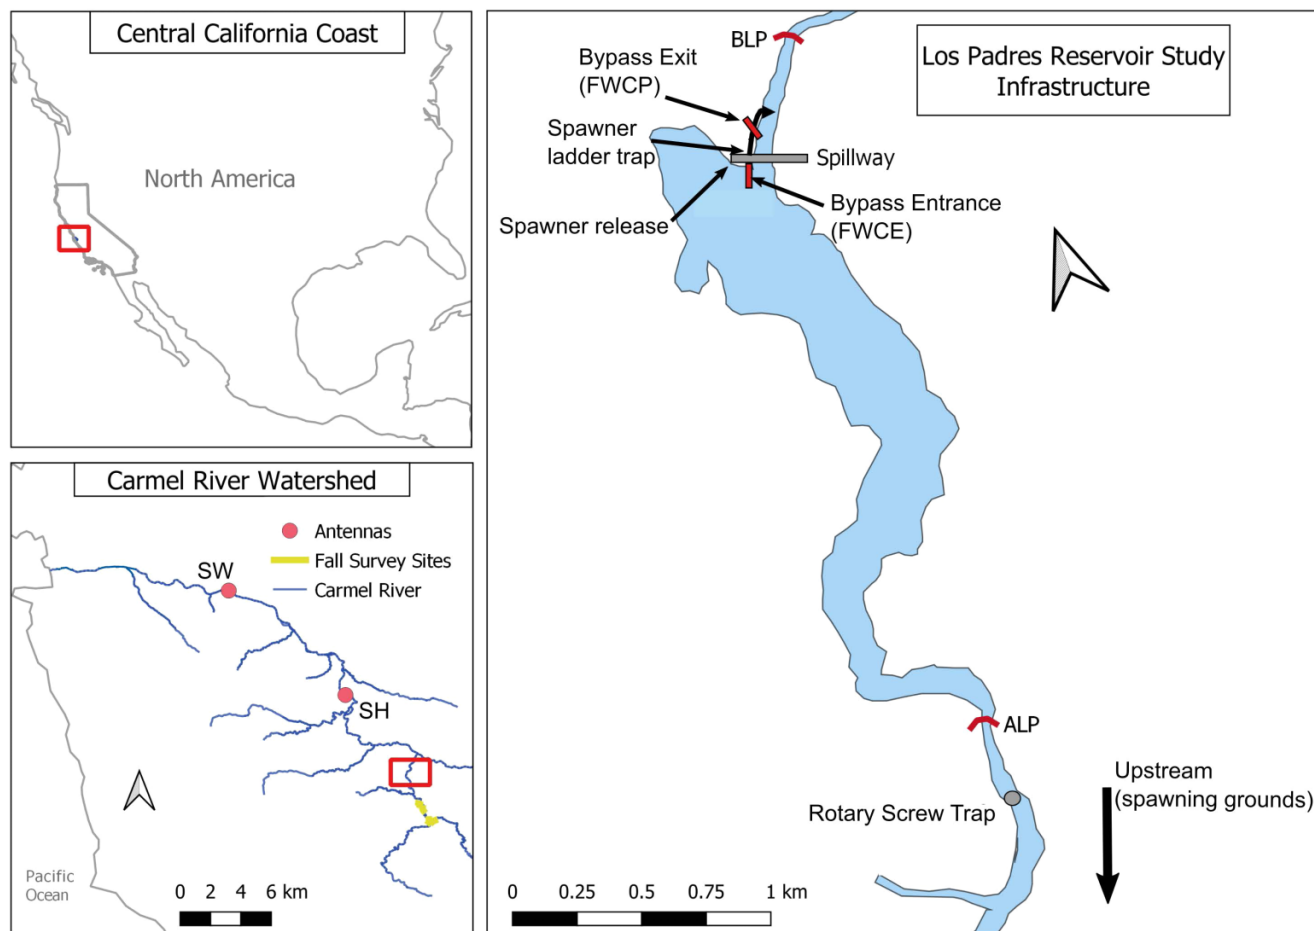 Central California Coast
North America
Carmel River Watershed
Antennas
Fall Survey Sites
Carmel River
SW
SH
Pacific
Ocean
0 2 4 6 km
Los Padres Reservoir Study
Infrastructure
BLP
Bypass Exit
(FWCP)
Spawner
ladder trap
Spillway
Spawner release
Bypass Entrance
(FWCE)
ALP
Rotary Screw Trap
Upstream
(spawning grounds)
0 0.25 0.5 0.75 1 km